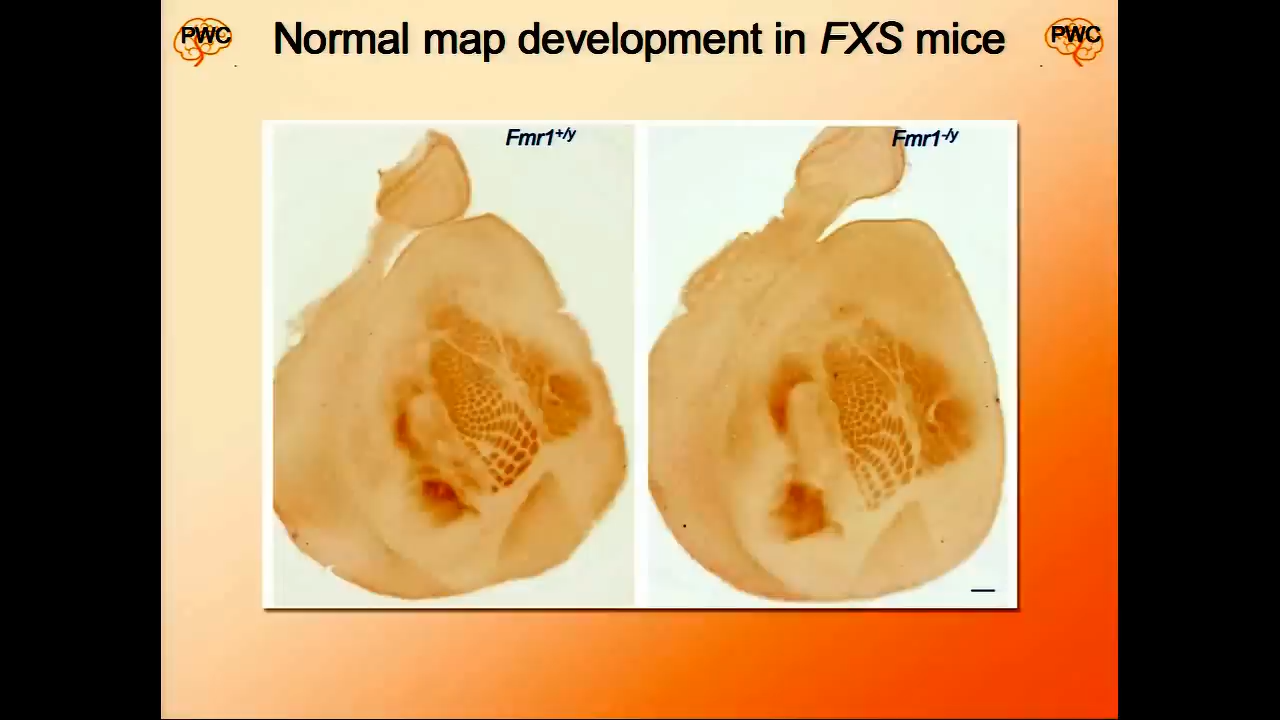 PWC
Normal map development in FXS mice
PWC
Fmr1+/y
Fmr1-/y